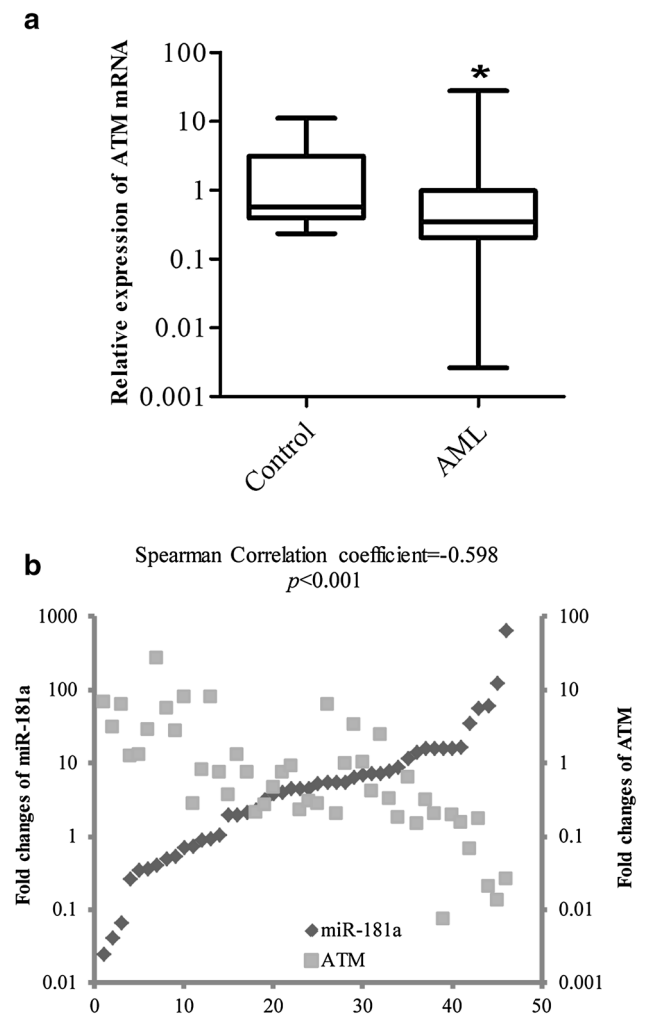 a
Relative expression of ATM mRNA
100
10
1
0.1
0.01
0.001
*
Control
AML
b
Spearman Correlation coefficient=-0.598
p<0.001
Fold changes of miR-181a
1000
100
10
1
0.1
0.01
100
10
1
0.1
0.01
0.001
Fold changes of ATM
miR-181a
ATM
0
10
20
30
40
50